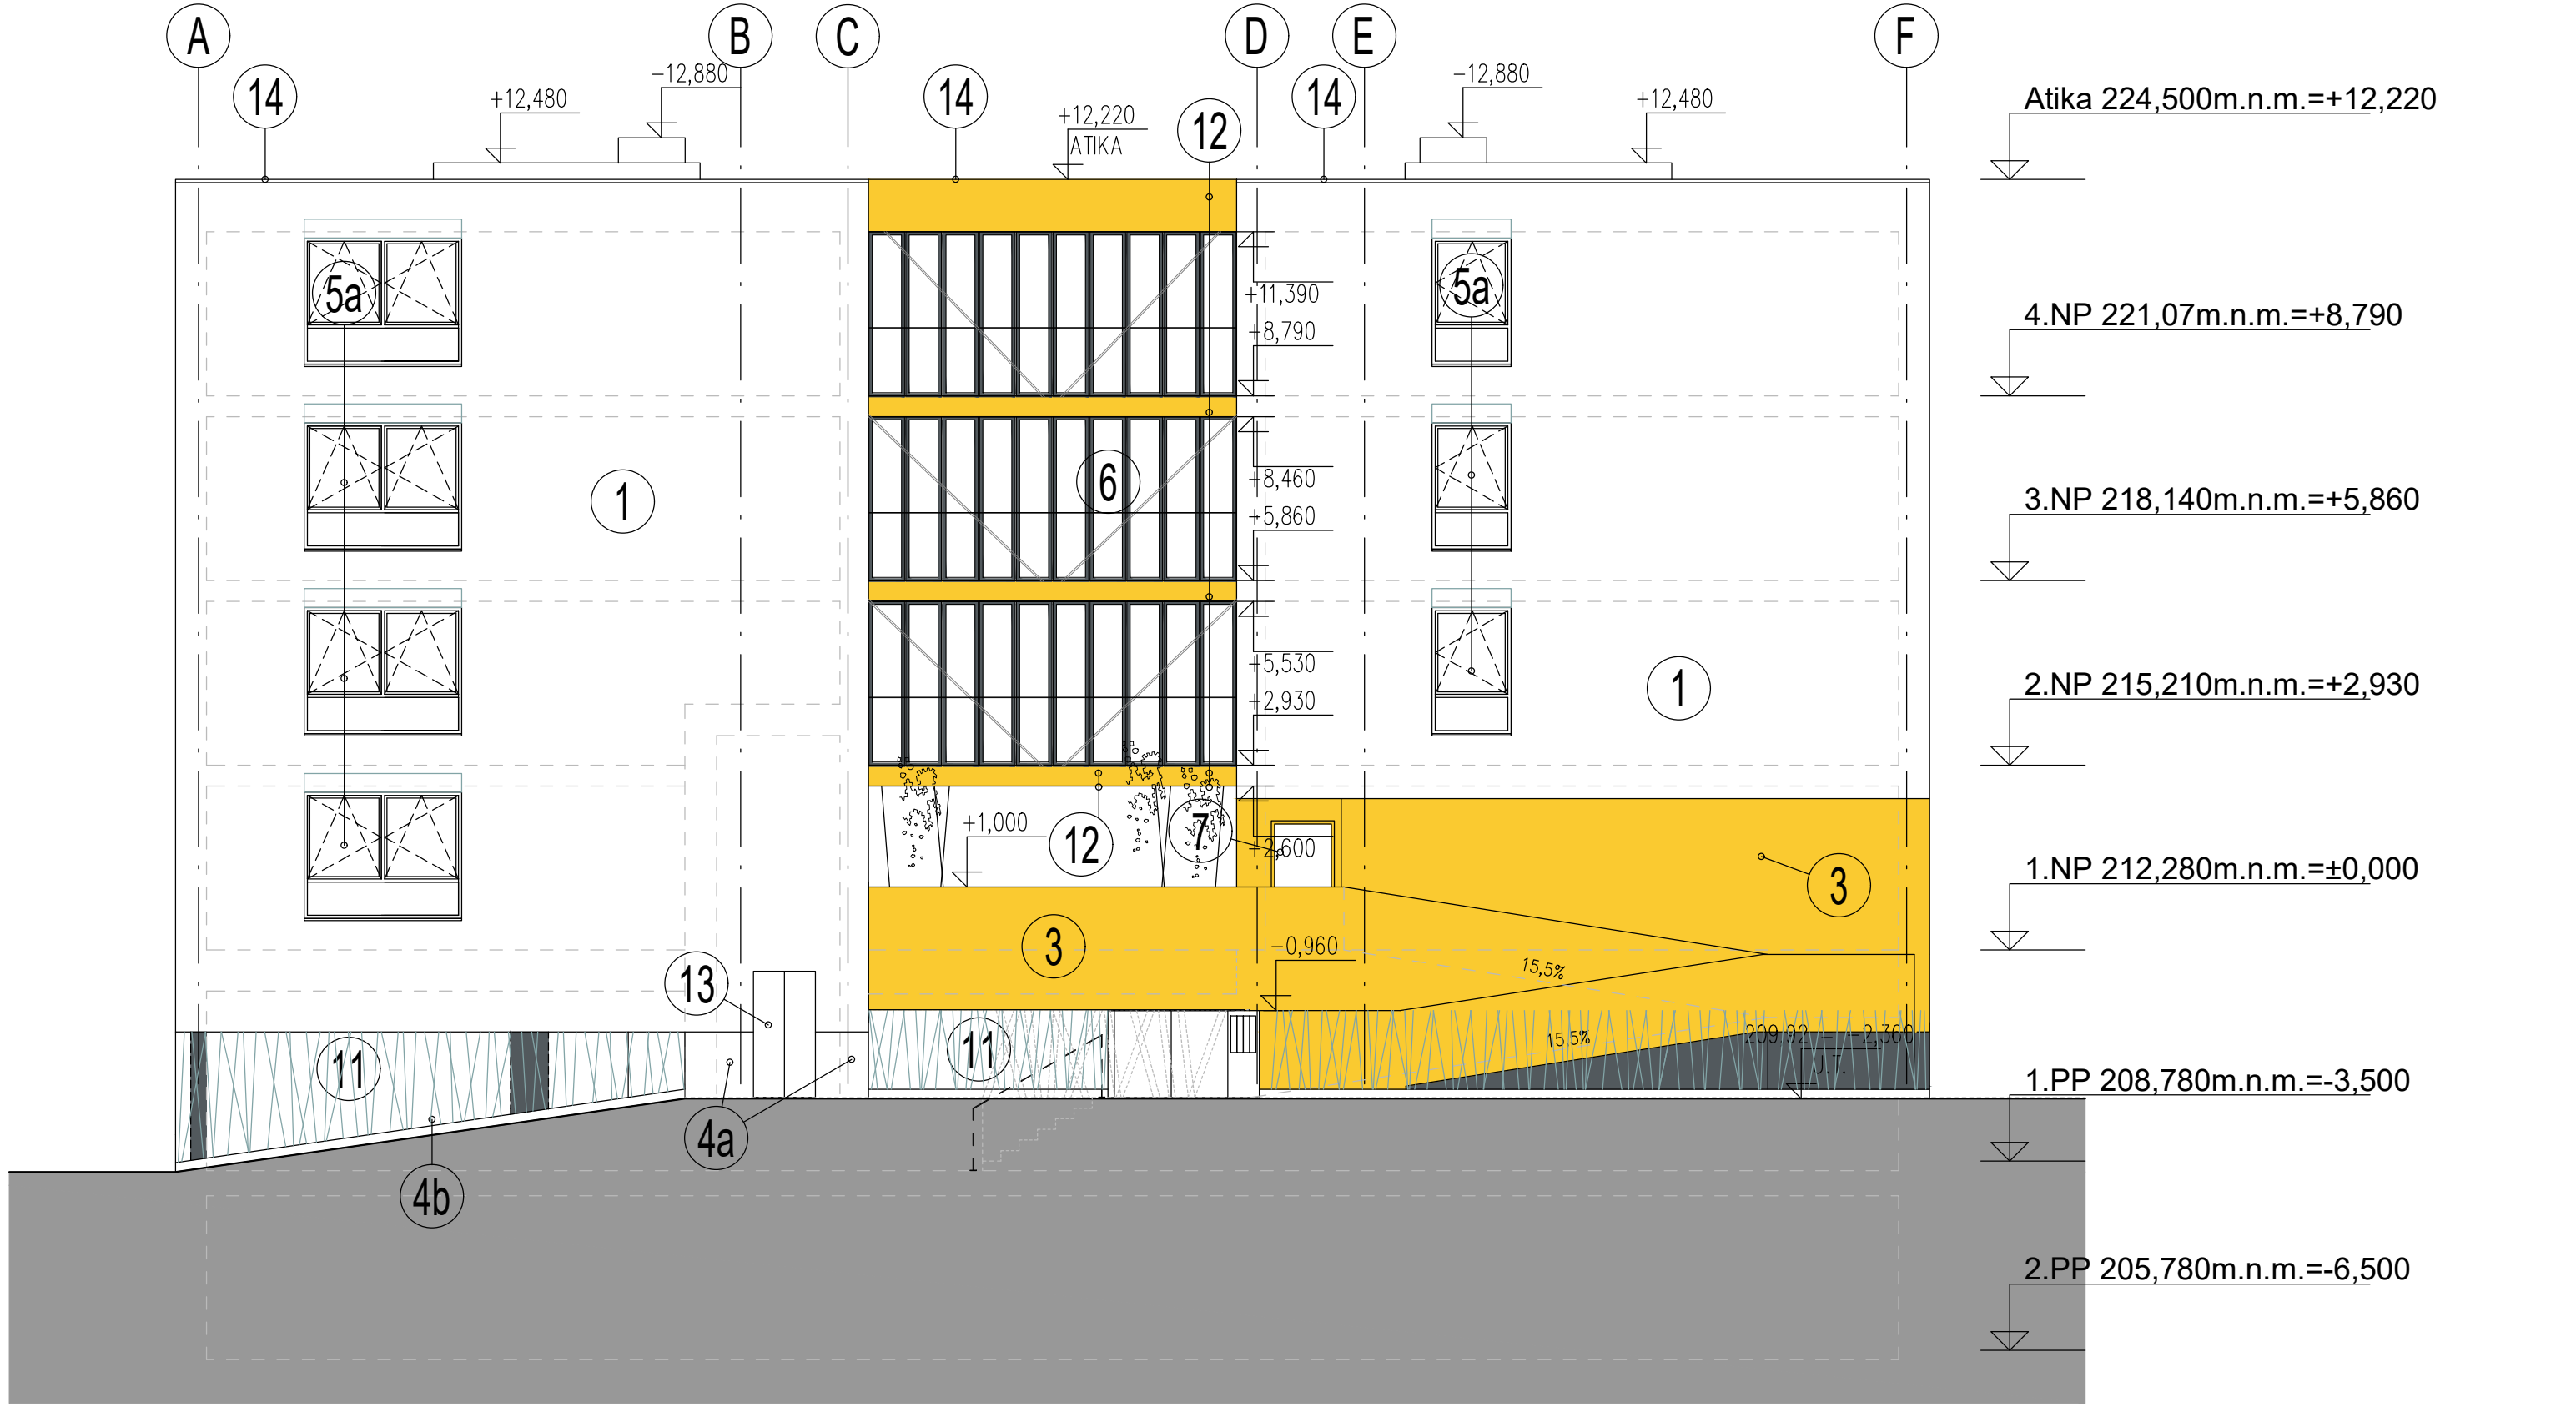 A
B
C
D
E
F
14
+12,480
-12,880
14
+12,220
ATIKA
12
14
-12,880
+12,480
Atika 224,500m.n.m.=+12,220
5a
5a
+11,390
+8,790
4.NP 221,07m.n.m.=+8,790
1
6
+8,460
+5,860
3.NP 218,140m.n.m.=+5,860
+5,530
+2,930
1
2.NP 215,210m.n.m.=+2,930
+1,000
12
7
+2,600
3
1.NP 212,280m.n.m.=±0,000
3
-0,960
15,5%
13
11
11
15,5%
209.92 = -2,360
U.T.
4a
1.PP 208,780m.n.m.=-3,500
4b
2.PP 205,780m.n.m.=-6,500